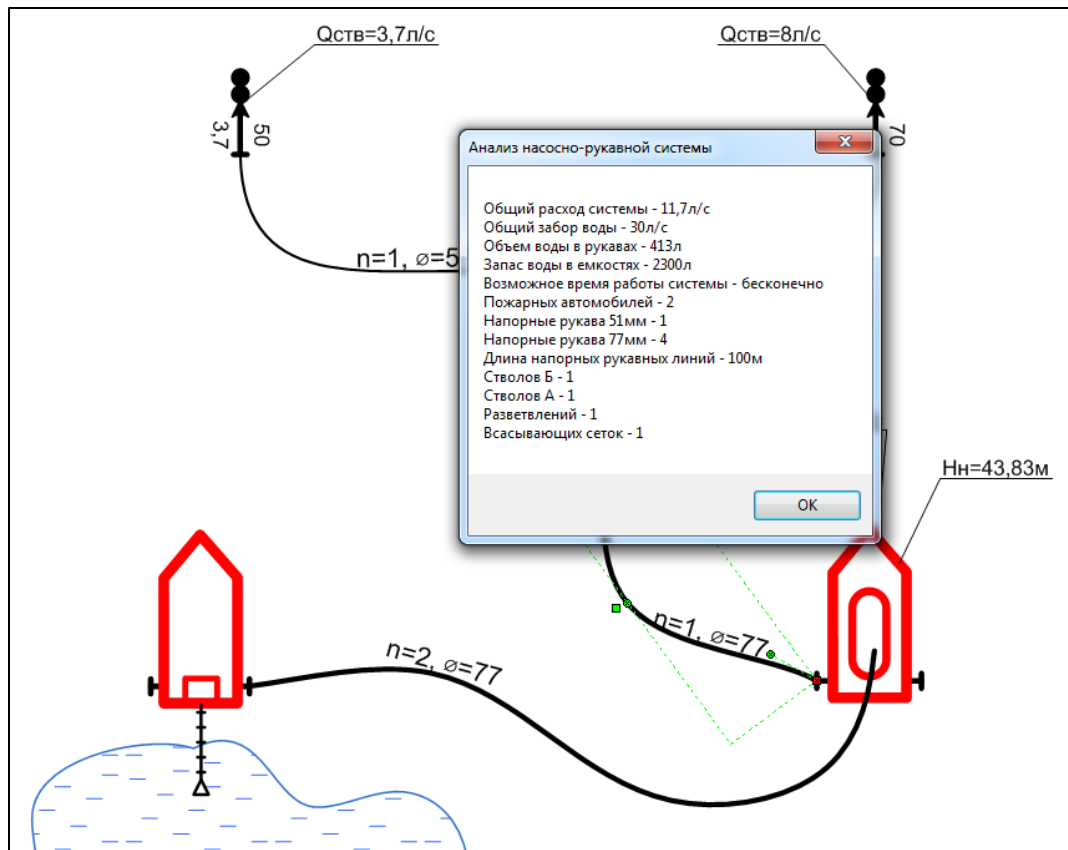 Qств=3,7л/с
Qств=8л/с
50
3,7
70
n=1, ⌀=5
Анализ насосно-рукавной системы
Общий расход системы - 11,7л/с
Общий забор воды - 30л/с
Объем воды в рукавах - 413л
Запас воды в емкостях - 2300л
Возможное время работы системы - бесконечно
Пожарных автомобилей - 2
Напорные рукава 51мм - 1
Напорные рукава 77мм - 4
Длина напорных рукавных линий - 100м
Стволов Б - 1
Стволов А - 1
Разветвлений - 1
Всасывающих сеток - 1
OK
Hн=43,83м
n=1, ⌀=77
n=2, ⌀=77